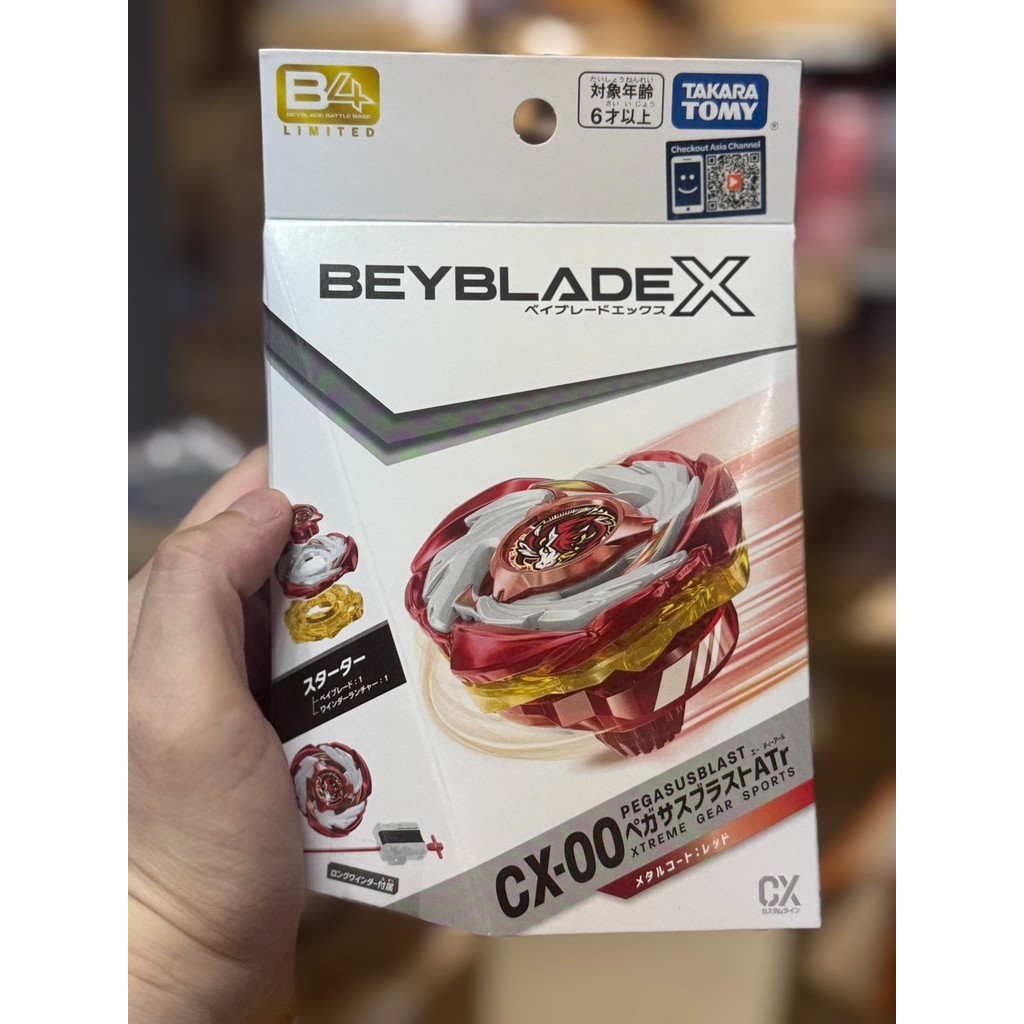 B4
BEYBLADE BATTLE BASE
LIMITED
たいしょうねんれい
対象年齢
さい いじょう
6才以上
TAKARA
TOMY
®
Checkout Asia Channel
BEYBLADE X
ベイブレードエックス
スターター
ベイブレード:1
ワインダーランチャー:1
ロングワインダー付属
CX-00
PEGASUSBLAST
エー ティーアール
ペガサスブラストATr
XTREME GEAR SPORTS
メタルコート:レッド
CX
カスタムライン